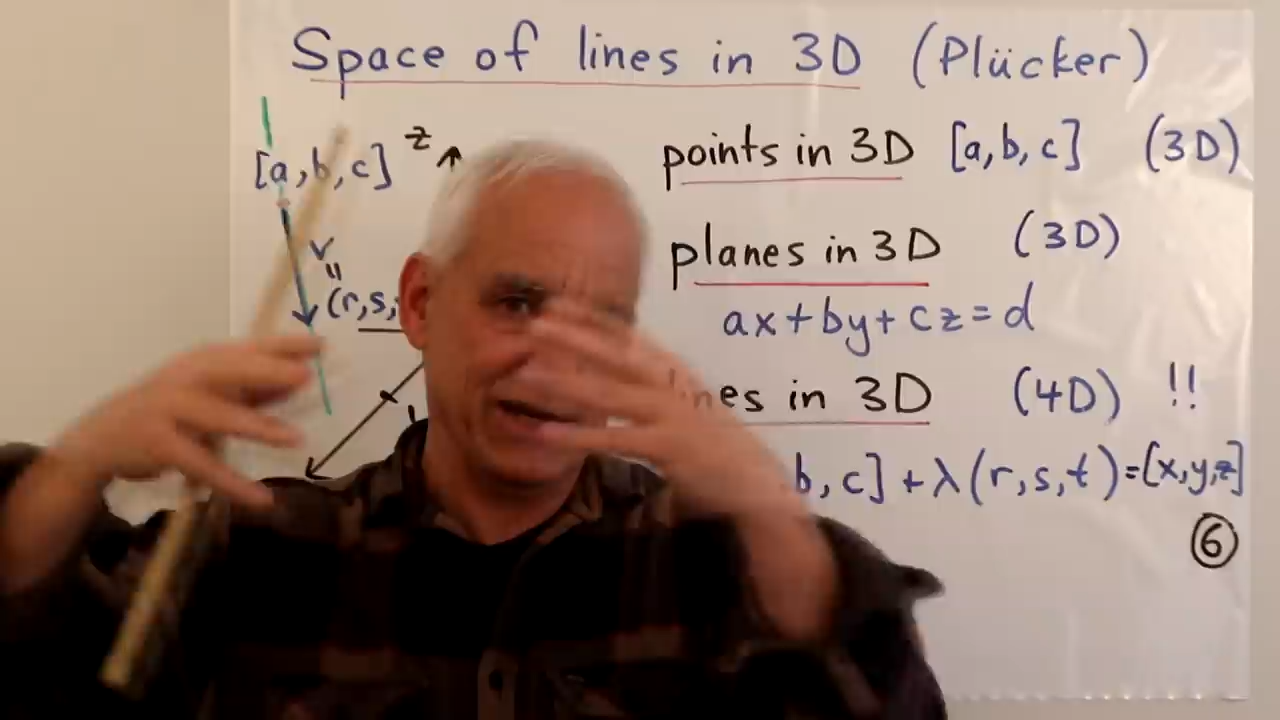 Space of lines in 3D (Plücker)
[a,b,c] z
v
=
(r,s,
points in 3D [a,b,c] (3D)
planes in 3D (3D)
ax+by+cz=d
in 3D (4D) !!
b,c]+λ(r,s,t)=[x,y,z]
6